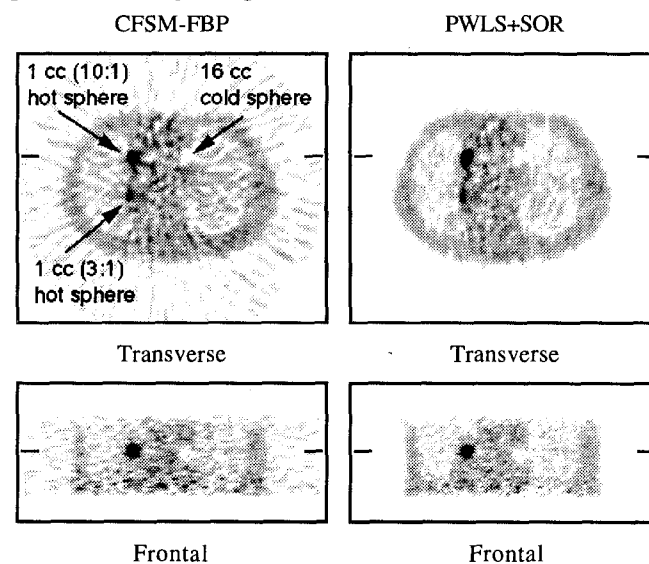 CFSM-FBP
PWLS+SOR
1 cc (10:1)
hot sphere
16 cc
cold sphere
1 cc (3:1)
hot sphere
Transverse
Transverse
Frontal
Frontal